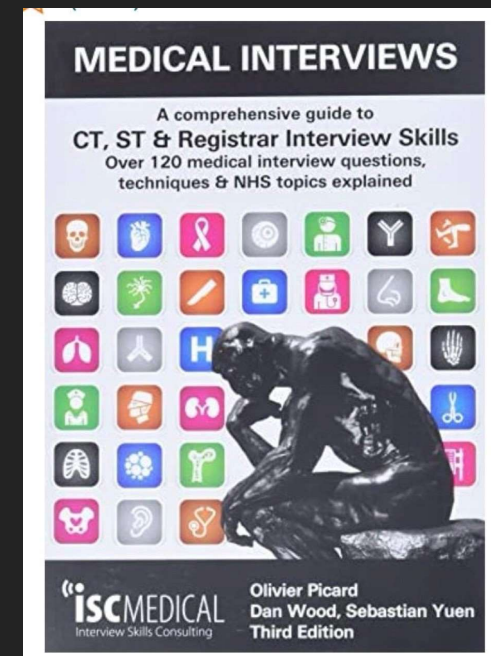 MEDICAL INTERVIEWS
A comprehensive guide to
CT, ST & Registrar Interview Skills
Over 120 medical interview questions,
techniques & NHS topics explained
H
ISCMEDICAL
Interview Skills Consulting
Olivier Picard
Dan Wood, Sebastian Yuen
Third Edition